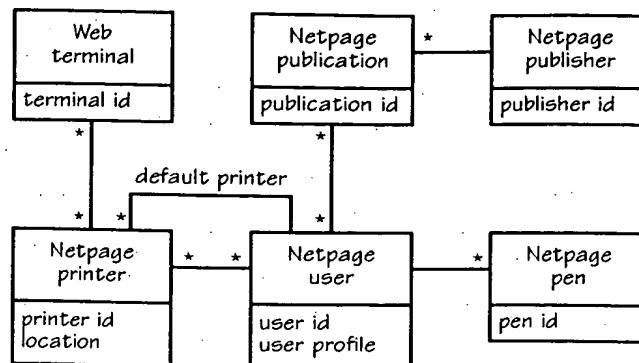 Web
terminal
terminal id
Netpage
publication
publication id
*
Netpage
publisher
publisher id
*
*
default printer
*
*
*
Netpage
printer
printer id
location
*
*
Netpage
user
user id
user profile
*
Netpage
pen
pen id